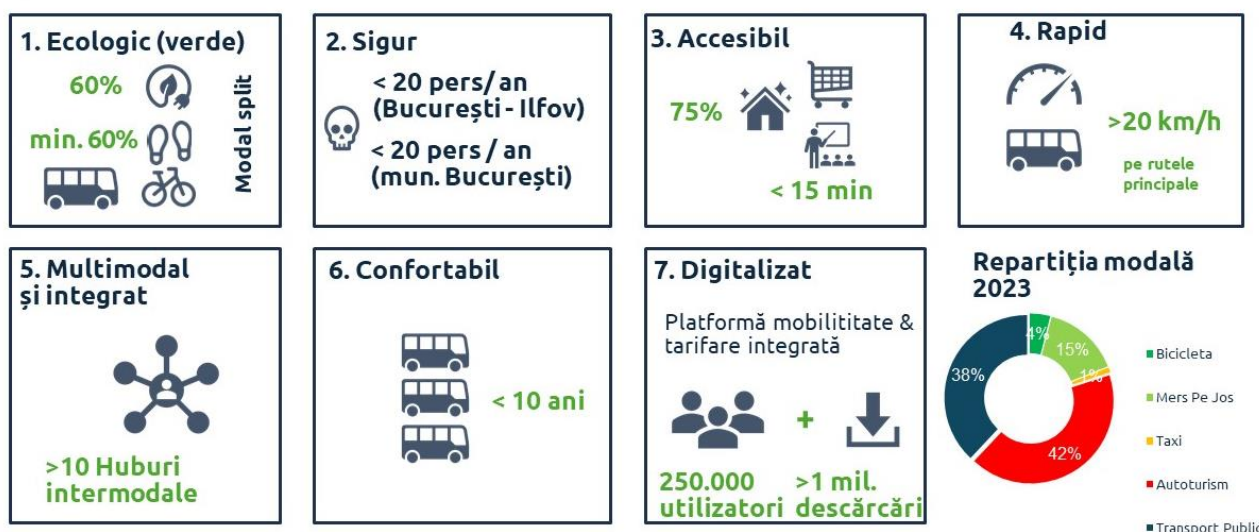 1. Ecologic (verde)
60%
min. 60%
Modal split
2. Sigur
< 20 pers/ an
(București - Ilfov)
< 20 pers / an
(mun. București)
3. Accesibil
75%
< 15 min
4. Rapid
>20 km/h
pe rutele
principale
5. Multimodal
și integrat
>10 Huburi
intermodale
6. Confortabil
< 10 ani
7. Digitalizat
Platformă mobilititate &
tarifare integrată
+
250.000
utilizatori
>1 mil.
descărcări
Repartiția modală
2023
4%
15%
1%
42%
38%
Bicicleta
Mers Pe Jos
Taxi
Autoturism
Transport Public